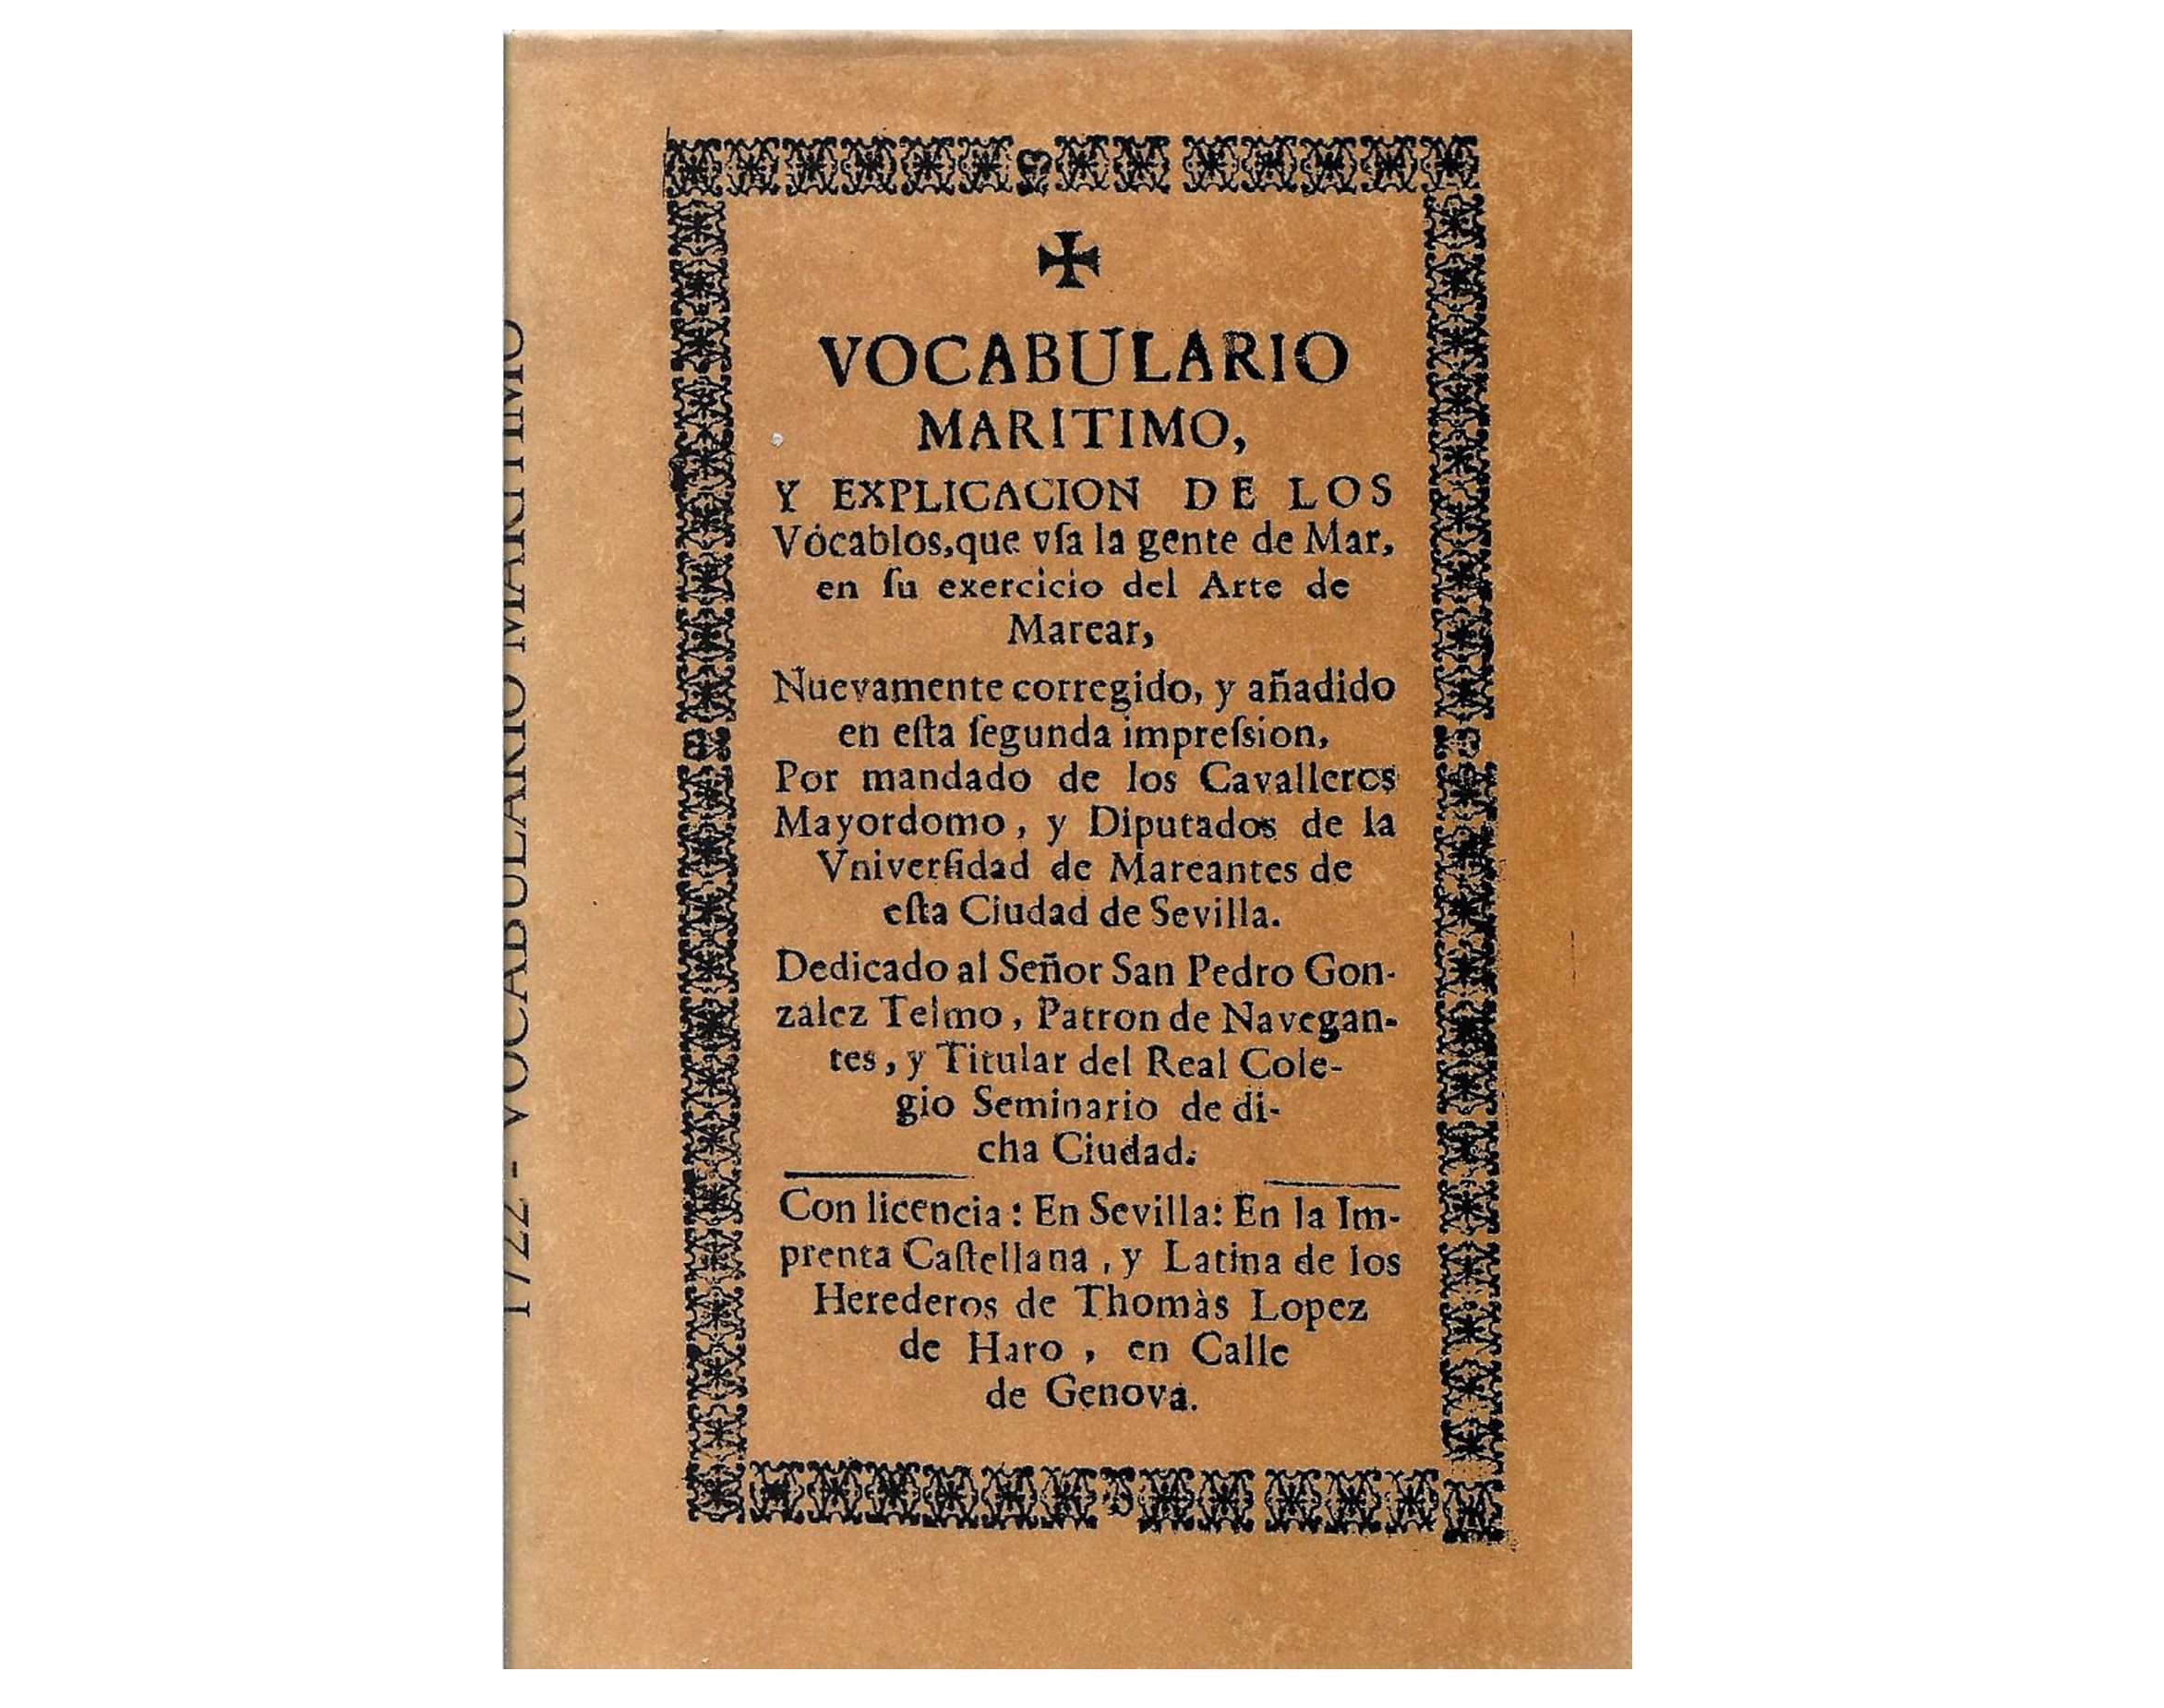 ✠
VOCABULARIO
MARITIMO,
Y EXPLICACION DE LOS
Vocablos, que vſa la gente de Mar,
en ſu exercicio del Arte de
Marear,
Nuevamente corregido, y añadido
en eſta ſegunda impreſsion,
Por mandado de los Cavalleros
Mayordomo, y Diputados de la
Vniverſidad de Mareantes de
eſta Ciudad de Sevilla.
Dedicado al Señor San Pedro Gon-
zalez Telmo, Patron de Navegan-
tes, y Titular del Real Cole-
gio Seminario de di-
cha Ciudad.
Con licencia: En Sevilla: En la Im-
prenta Caſtellana, y Latina de los
Herederos de Thomàs Lopez
de Haro, en Calle
de Genova.
1722 - VOCABULARIO MARITIMO